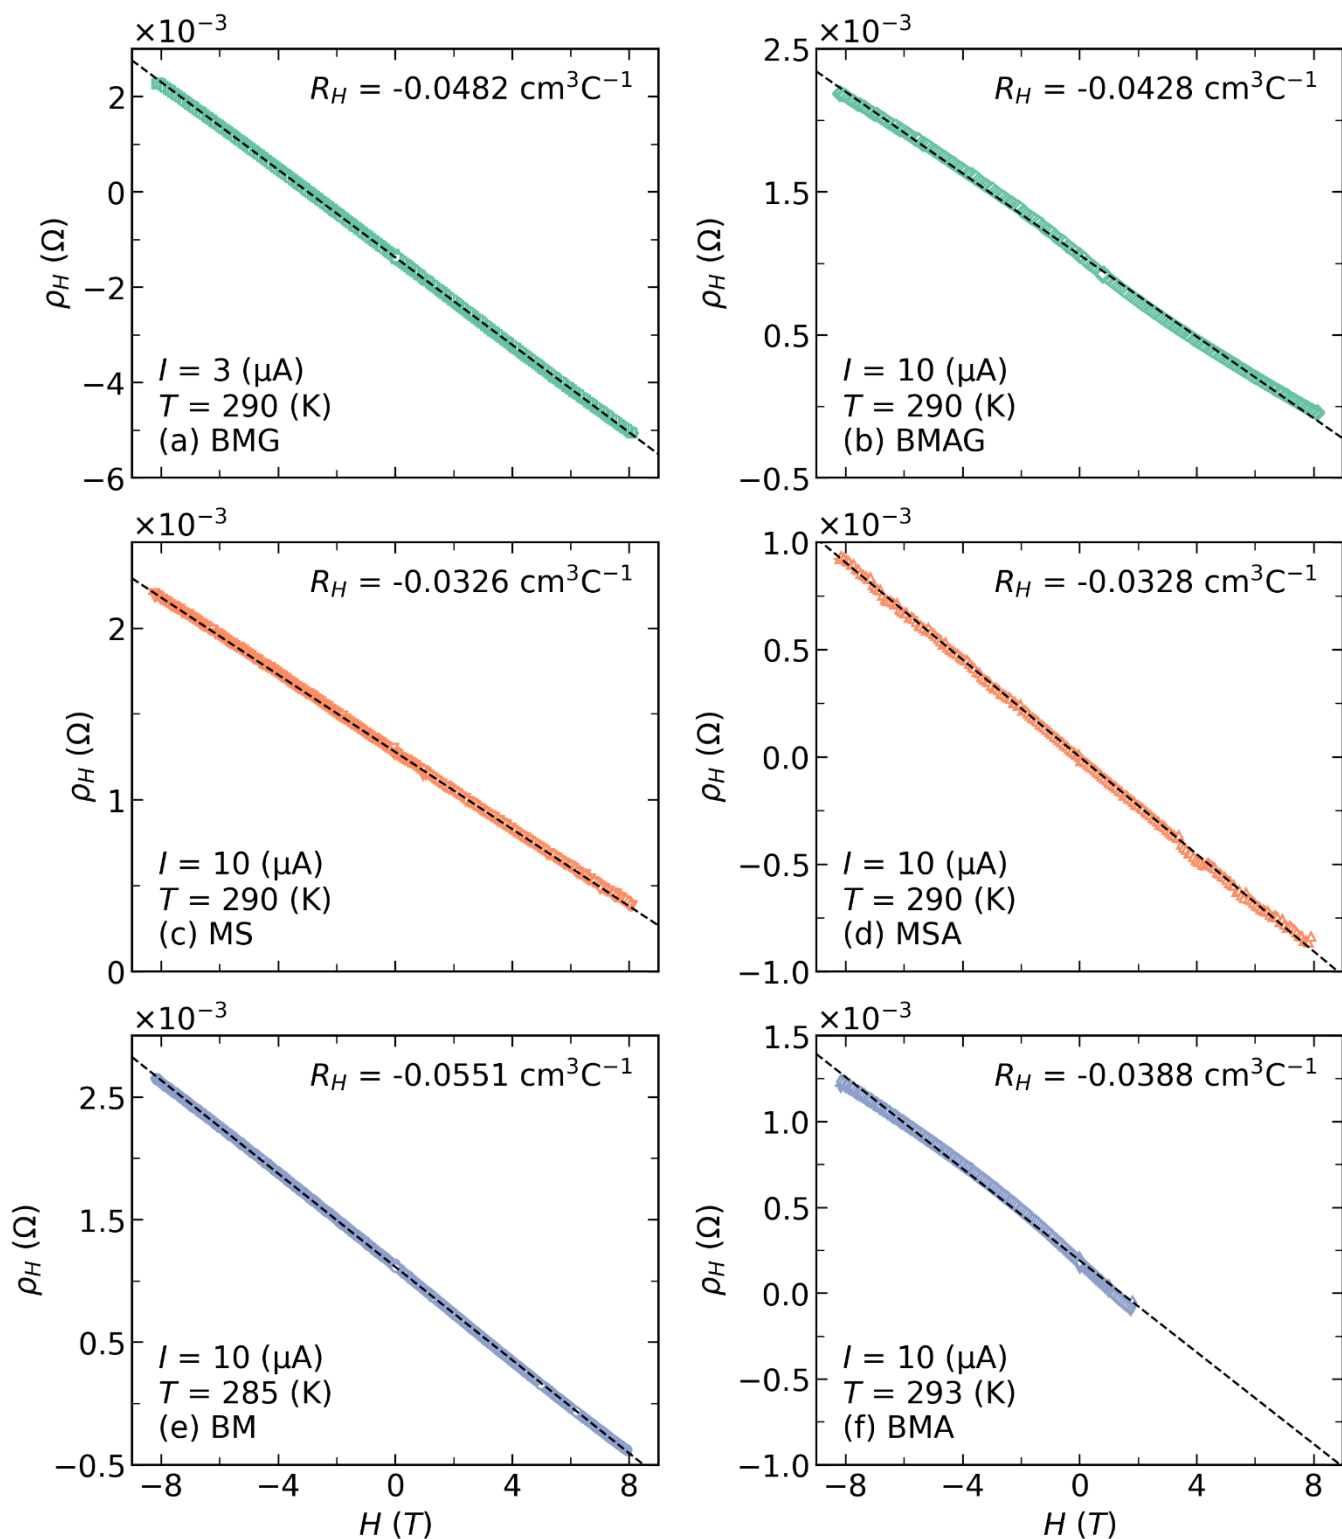 ×10⁻³
R_H = -0.0482 cm³C⁻¹
2
0
−2
−4
−6
ρ_H (Ω)
I = 3 (μA)
T = 290 (K)
(a) BMG
×10⁻³
R_H = -0.0428 cm³C⁻¹
2.5
1.5
0.5
−0.5
ρ_H (Ω)
I = 10 (μA)
T = 290 (K)
(b) BMAG
×10⁻³
R_H = -0.0326 cm³C⁻¹
2
1
0
ρ_H (Ω)
I = 10 (μA)
T = 290 (K)
(c) MS
×10⁻³
R_H = -0.0328 cm³C⁻¹
1.0
0.5
0.0
−0.5
−1.0
ρ_H (Ω)
I = 10 (μA)
T = 290 (K)
(d) MSA
×10⁻³
R_H = -0.0551 cm³C⁻¹
2.5
1.5
0.5
−0.5
ρ_H (Ω)
I = 10 (μA)
T = 285 (K)
(e) BM
−8 −4 0 4 8
H (T)
×10⁻³
R_H = -0.0388 cm³C⁻¹
1.5
1.0
0.5
0.0
−0.5
−1.0
ρ_H (Ω)
I = 10 (μA)
T = 293 (K)
(f) BMA
−8 −4 0 4 8
H (T)